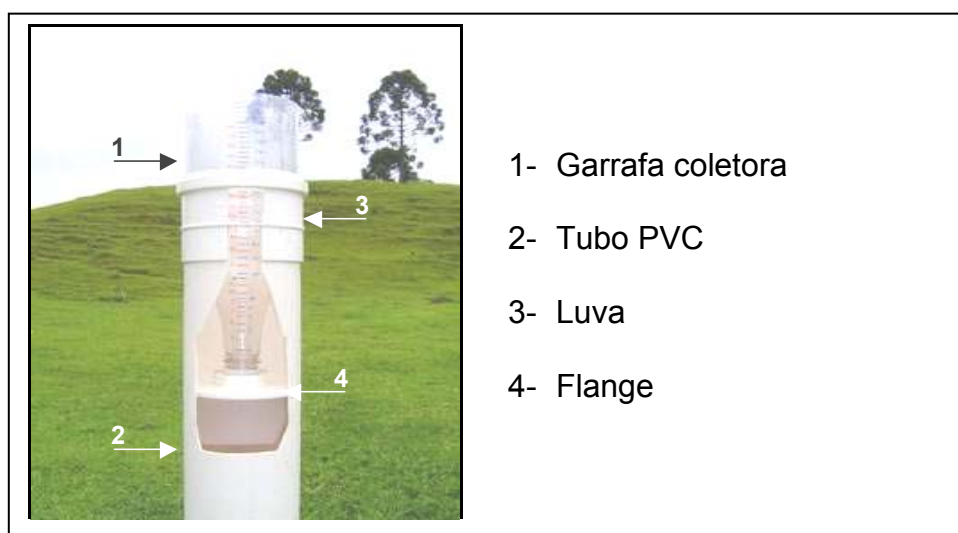 1
3
4
2
1- Garrafa coletora
2- Tubo PVC
3- Luva
4- Flange